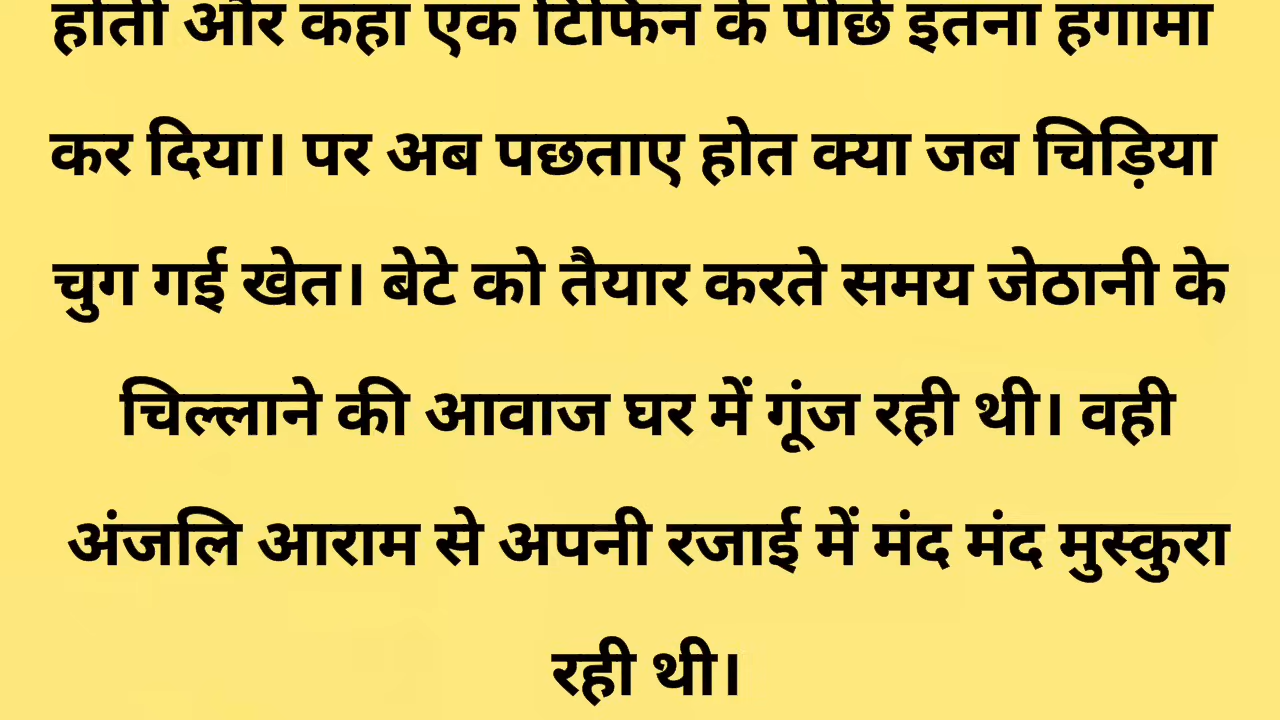 होती और कहा एक टिफिन के पीछे इतना हंगामा
कर दिया। पर अब पछताए होत क्या जब चिड़िया
चुग गई खेत। बेटे को तैयार करते समय जेठानी के
चिल्लाने की आवाज घर में गूंज रही थी। वही
अंजलि आराम से अपनी रजाई में मंद मंद मुस्कुरा
रही थी।